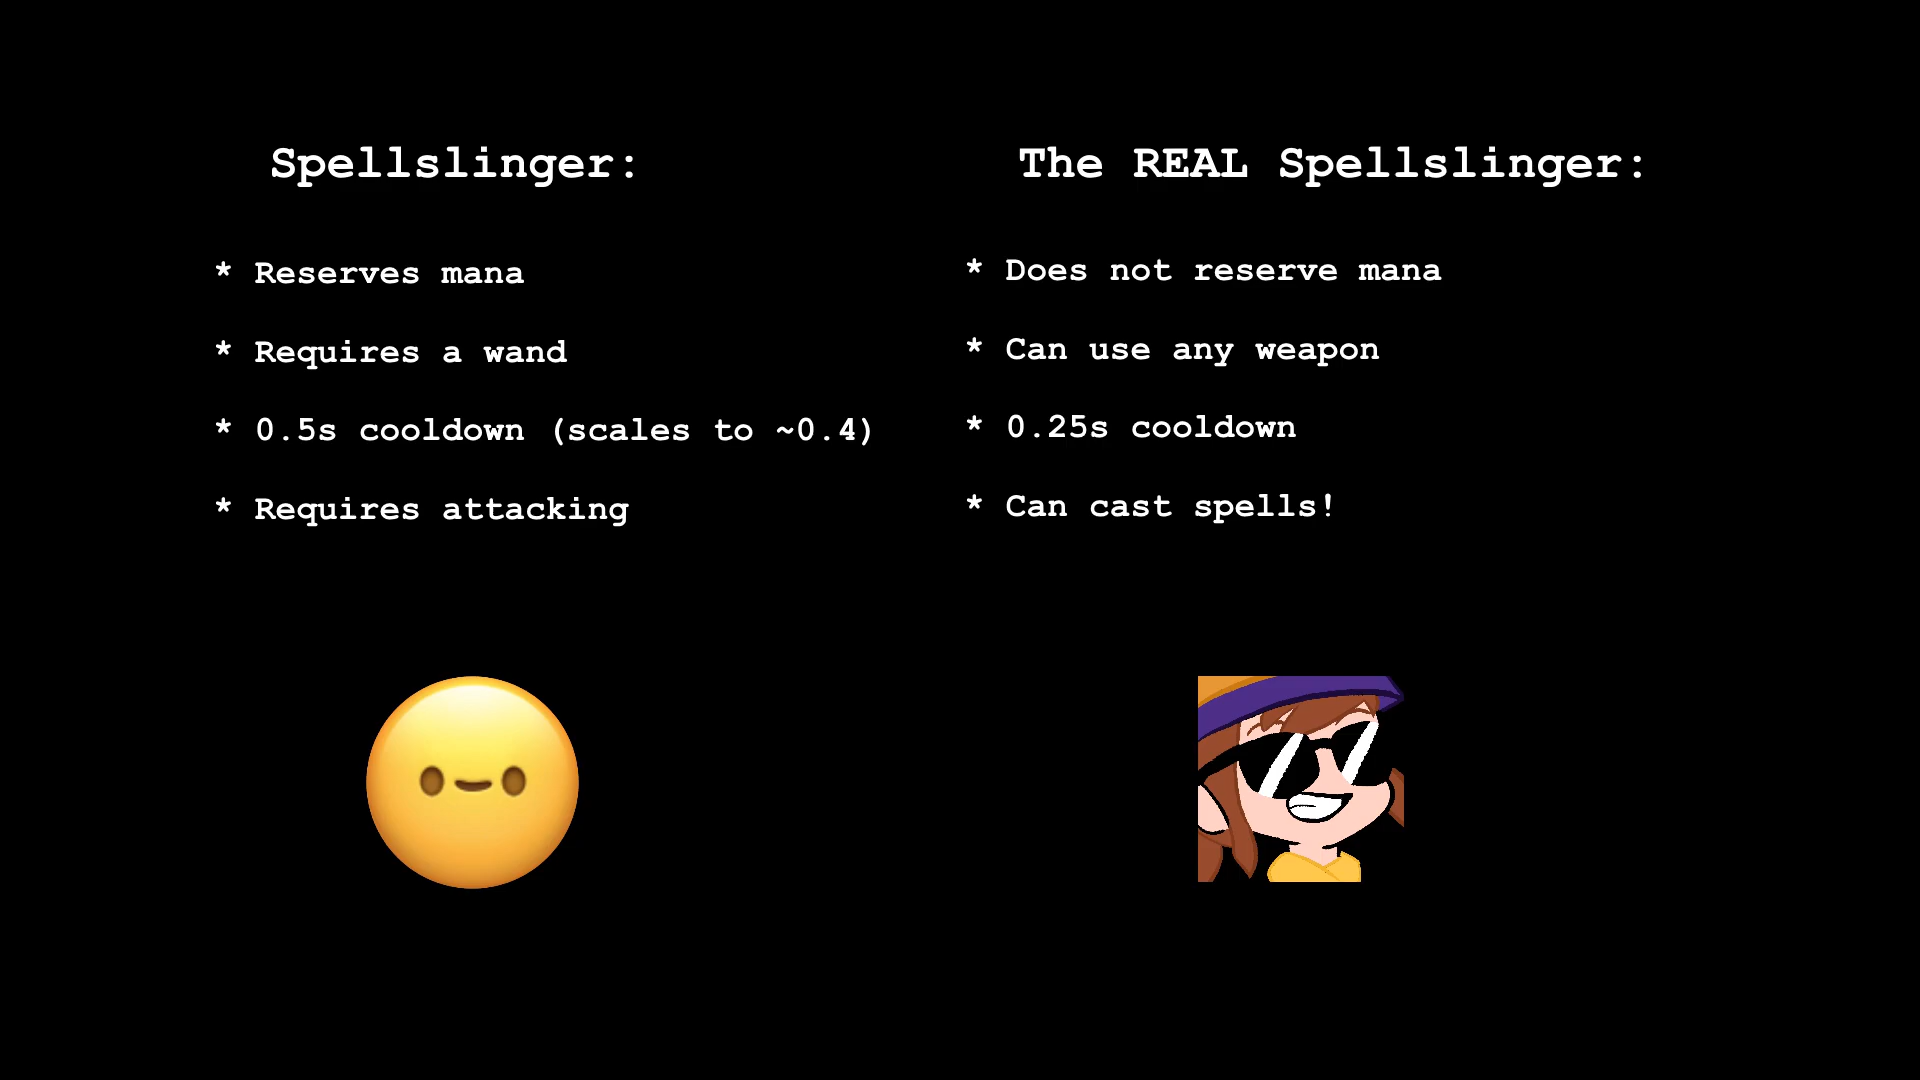 Spellslinger:
* Reserves mana
* Requires a wand
* 0.5s cooldown (scales to ~0.4)
* Requires attacking
The REAL Spellslinger:
* Does not reserve mana
* Can use any weapon
* 0.25s cooldown
* Can cast spells!